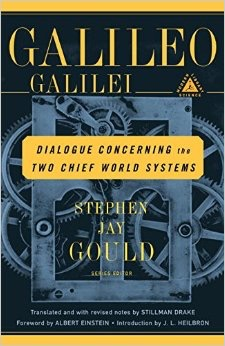 GALILEO
GALILEI
SCIENCE
DIALOGUE CONCERNING the
TWO CHIEF WORLD SYSTEMS
STEPHEN
JAY
GOULD
SERIES EDITOR
Translated and with revised notes by STILLMAN DRAKE
Foreword by ALBERT EINSTEIN • Introduction by J. L. HEILBRON